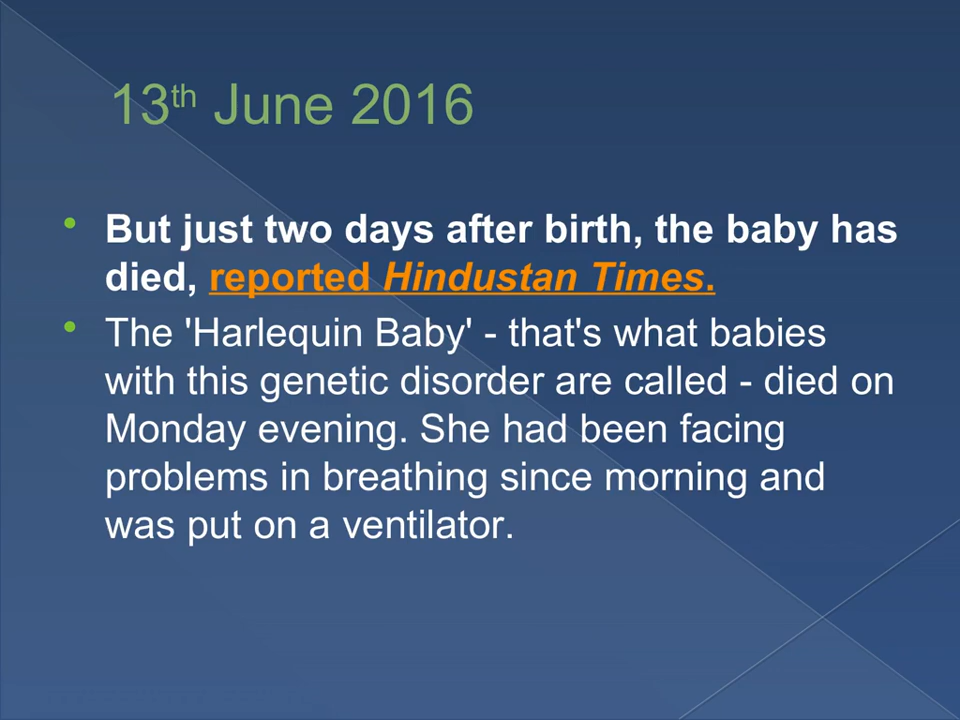 13th June 2016
• But just two days after birth, the baby has
died, reported Hindustan Times.
• The 'Harlequin Baby' - that's what babies
with this genetic disorder are called - died on
Monday evening. She had been facing
problems in breathing since morning and
was put on a ventilator.